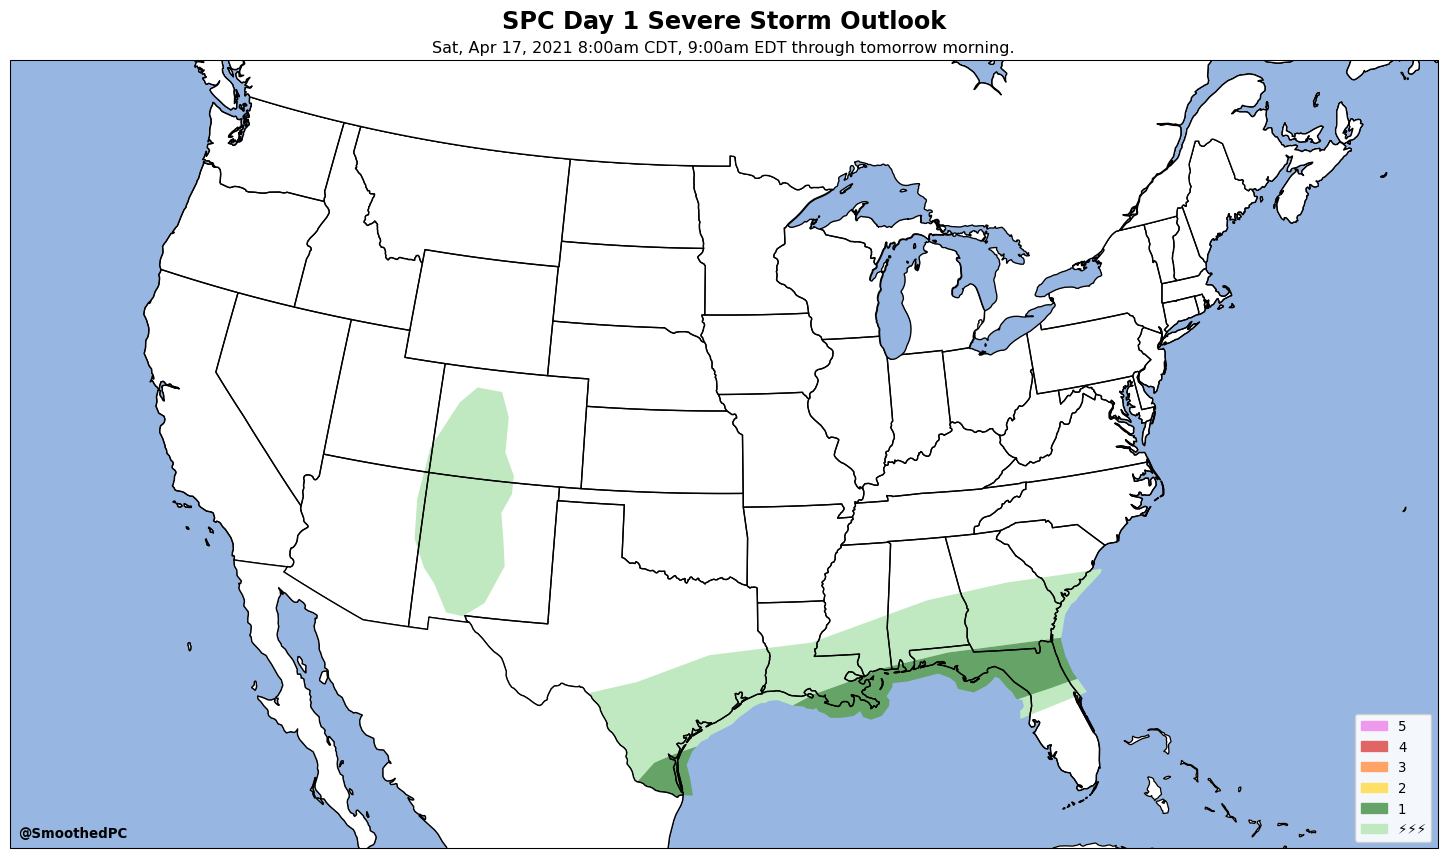 SPC Day 1 Severe Storm Outlook
Sat, Apr 17, 2021 8:00am CDT, 9:00am EDT through tomorrow morning.
5
4
3
2
1
⚡⚡⚡
@SmoothedPC